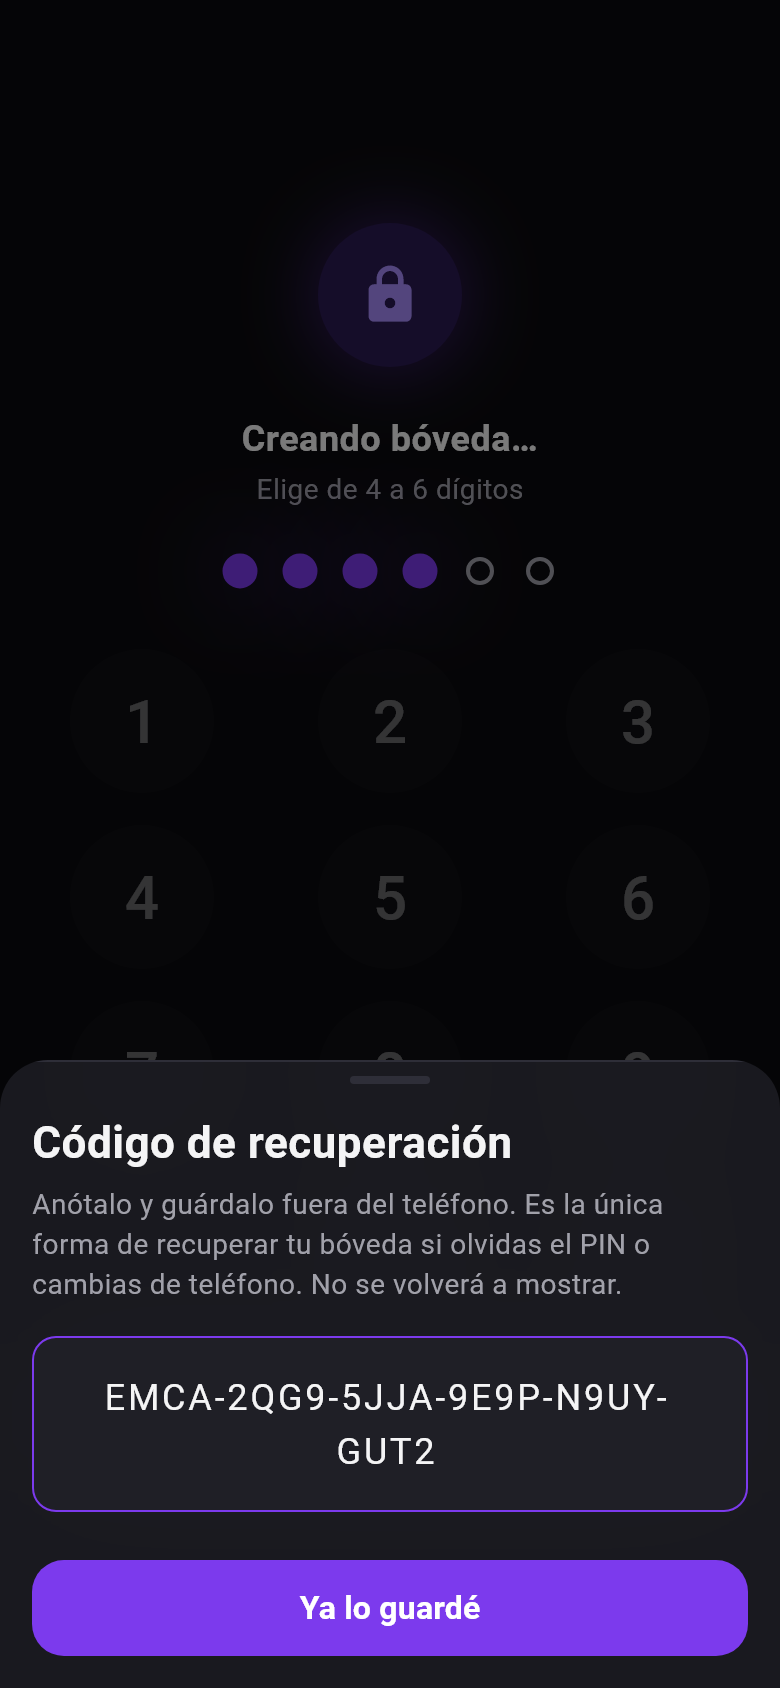 Creando bóveda...
Elige de 4 a 6 dígitos
1 2 3
4 5 6
Código de recuperación
Anótalo y guárdalo fuera del teléfono. Es la única
forma de recuperar tu bóveda si olvidas el PIN o
cambias de teléfono. No se volverá a mostrar.
EMCA-2QG9-5JJA-9E9P-N9UY-
GUT2
Ya lo guardé